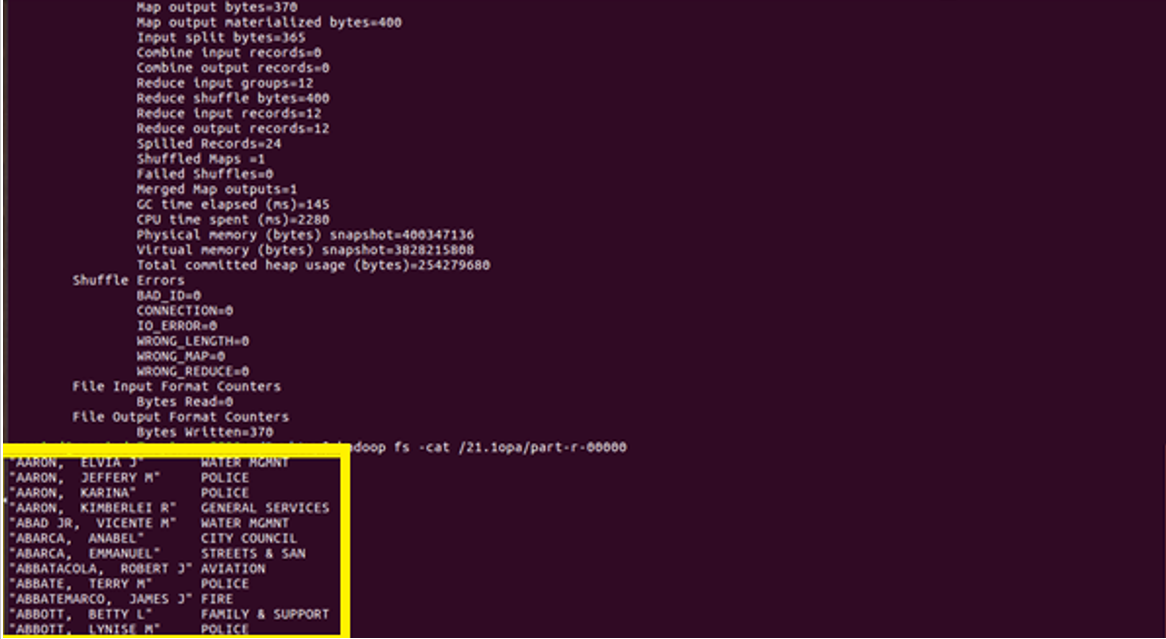 Map output bytes=370
Map output materialized bytes=400
Input split bytes=365
Combine input records=0
Combine output records=0
Reduce input groups=12
Reduce shuffle bytes=400
Reduce input records=12
Reduce output records=12
Spilled Records=24
Shuffled Maps =1
Failed Shuffles=0
Merged Map outputs=1
GC time elapsed (ms)=145
CPU time spent (ms)=2280
Physical memory (bytes) snapshot=400347136
Virtual memory (bytes) snapshot=3828215808
Total committed heap usage (bytes)=254279680
Shuffle Errors
BAD_ID=0
CONNECTION=0
IO_ERROR=0
WRONG_LENGTH=0
WRONG_MAP=0
WRONG_REDUCE=0
File Input Format Counters
Bytes Read=0
File Output Format Counters
Bytes Written=370
adoop fs -cat /21.1opa/part-r-00000
"AARON,  ELVIA J"       WATER MGMNT
"AARON,  JEFFERY M"     POLICE
"AARON,  KARINA"        POLICE
"AARON,  KIMBERLEI R"   GENERAL SERVICES
"ABAD JR,  VICENTE M"   WATER MGMNT
"ABARCA,  ANABEL"       CITY COUNCIL
"ABARCA,  EMMANUEL"     STREETS & SAN
"ABBATACOLA,  ROBERT J" AVIATION
"ABBATE,  TERRY M"      POLICE
"ABBATEMARCO,  JAMES J" FIRE
"ABBOTT,  BETTY L"      FAMILY & SUPPORT
"ABBOTT,  LYNISE M"     POLICE